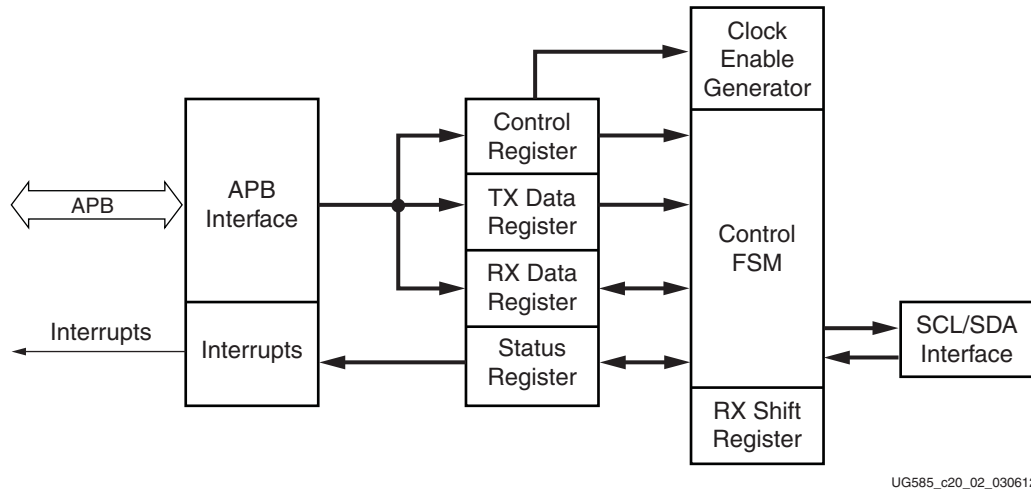 Clock
Enable
Generator
Control
Register
APB
APB
Interface
TX Data
Register
Control
FSM
RX Data
Register
Interrupts
Interrupts
Status
Register
SCL/SDA
Interface
RX Shift
Register
UG585_c20_02_030612